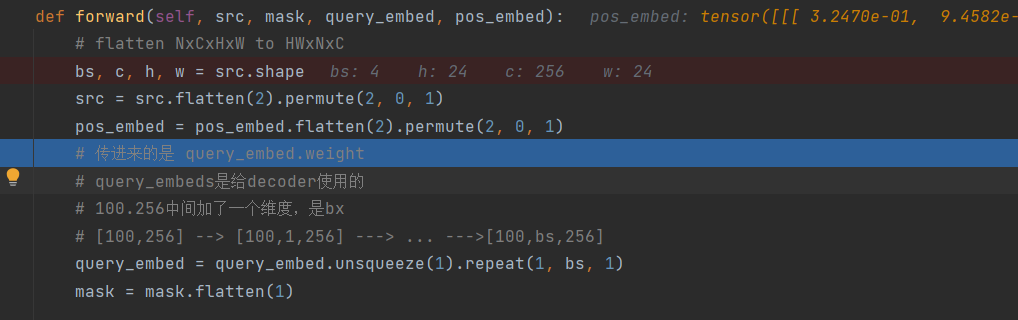 def forward(self, src, mask, query_embed, pos_embed):   pos_embed: tensor([[[ 3.2470e-01,  9.4582e-
# flatten NxCxHxW to HWxNxC
bs, c, h, w = src.shape   bs: 4    h: 24    c: 256    w: 24
src = src.flatten(2).permute(2, 0, 1)
pos_embed = pos_embed.flatten(2).permute(2, 0, 1)
# 传进来的是 query_embed.weight
# query_embeds是给decoder使用的
# 100.256中间加了一个维度，是bx
# [100,256] --> [100,1,256] ---> ... --->[100,bs,256]
query_embed = query_embed.unsqueeze(1).repeat(1, bs, 1)
mask = mask.flatten(1)